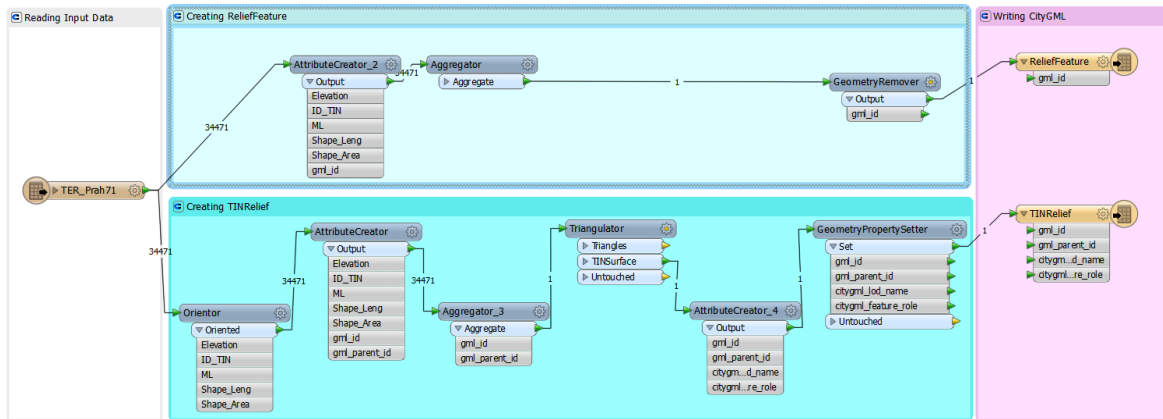 Reading Input Data
Creating ReliefFeature
Writing CityGML
AttributeCreator_2
Output
Elevation
ID_TIN
ML
Shape_Leng
Shape_Area
gml_id
34471
34471
Aggregator
Aggregate
1
GeometryRemover
Output
gml_id
1
ReliefFeature
gml_id
TER_Prah71
34471
Creating TINRelief
Orientor
Oriented
Elevation
ID_TIN
ML
Shape_Leng
Shape_Area
34471
AttributeCreator
Output
Elevation
ID_TIN
ML
Shape_Leng
Shape_Area
gml_id
gml_parent_id
34471
Aggregator_3
Aggregate
gml_id
gml_parent_id
1
Triangulator
Triangles
TINSurface
Untouched
1
AttributeCreator_4
Output
gml_id
gml_parent_id
citygm...d_name
citygml...re_role
1
GeometryPropertySetter
Set
gml_id
gml_parent_id
citygml_lod_name
citygml_feature_role
Untouched
1
TINRelief
gml_id
gml_parent_id
citygm...d_name
citygml...re_role